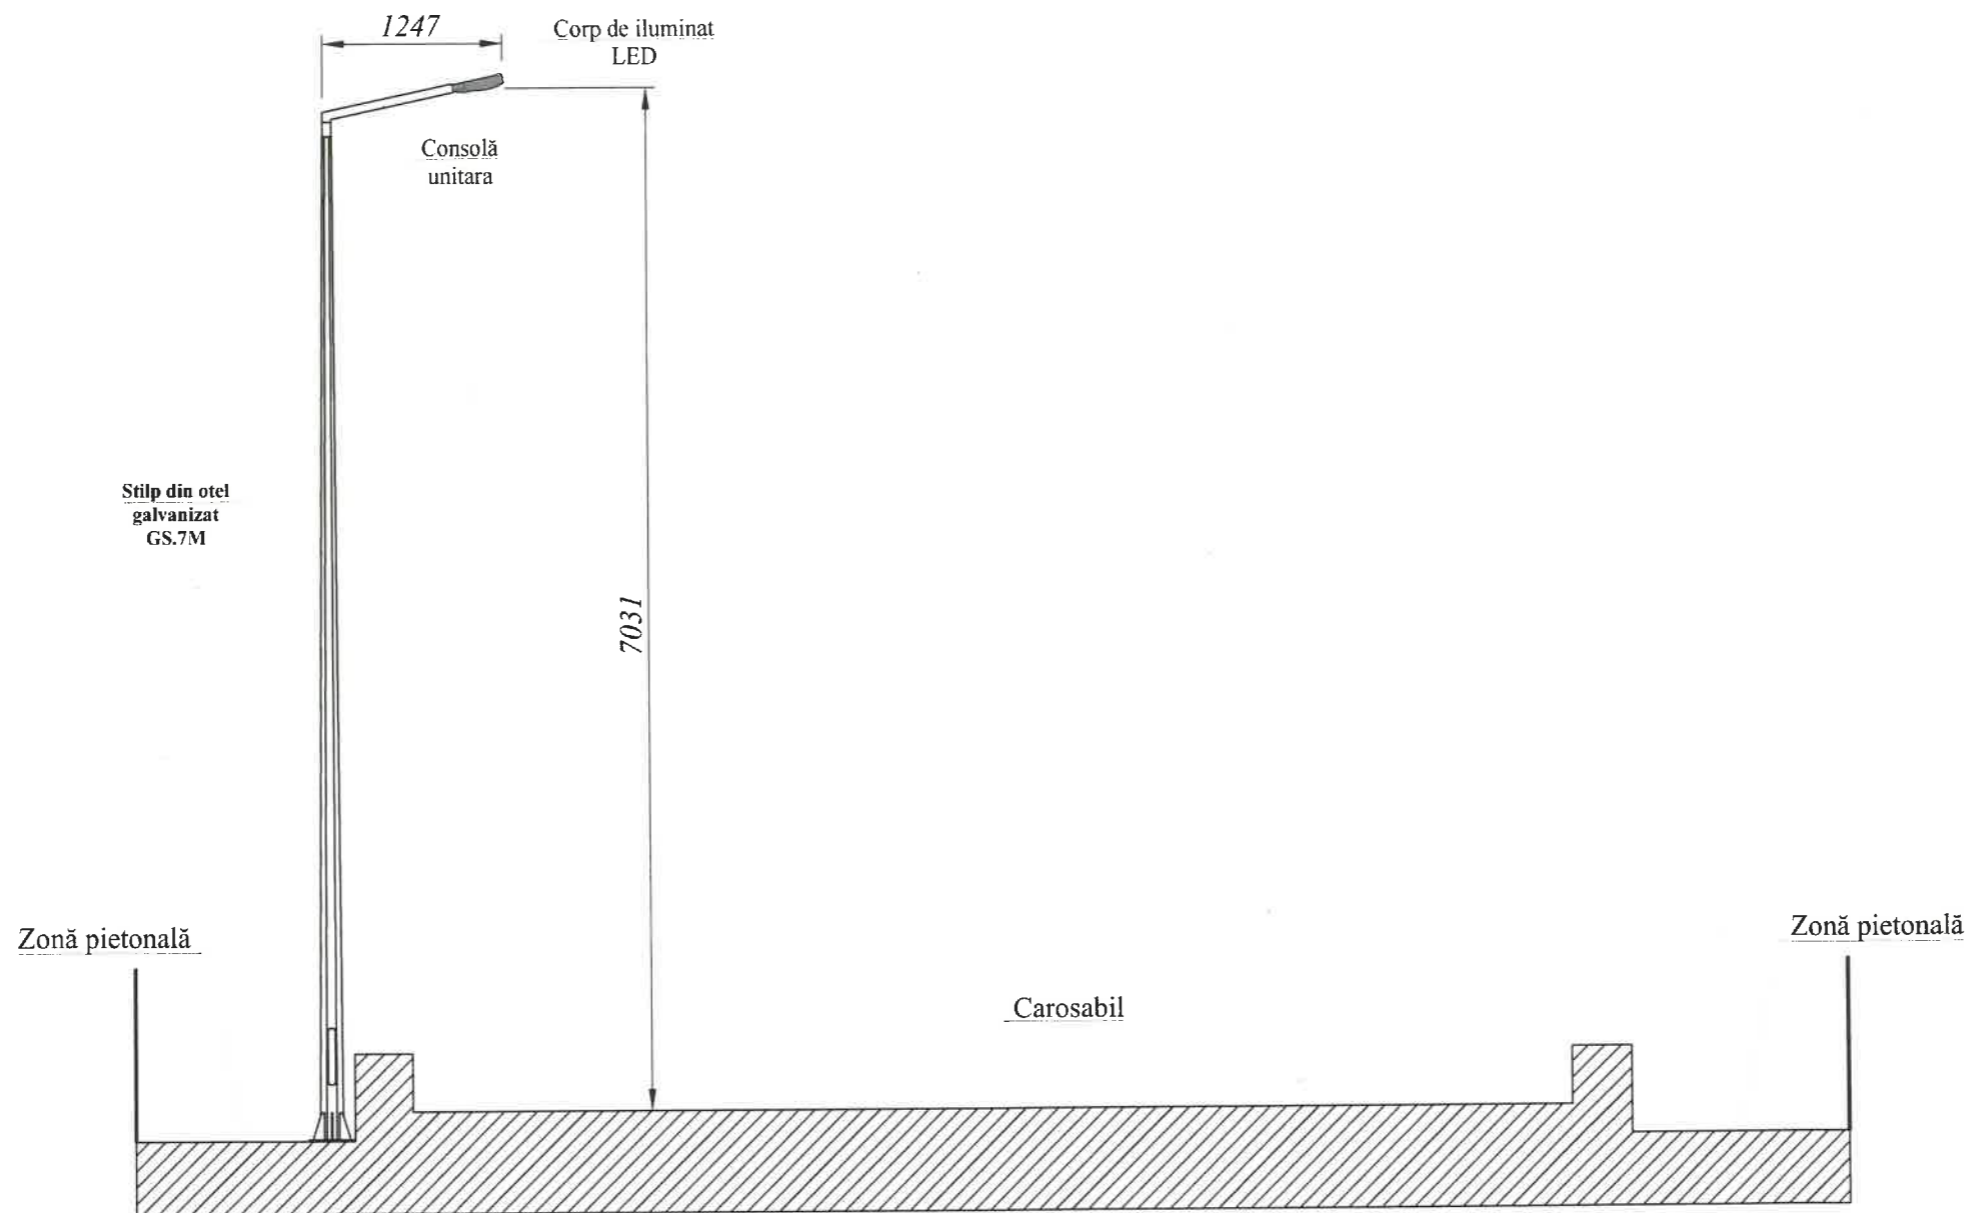 1247
Corp de iluminat
LED
Consolă
unitara
Stilp din otel
galvanizat
GS.7M
7031
Zonă pietonală
Zonă pietonală
Carosabil